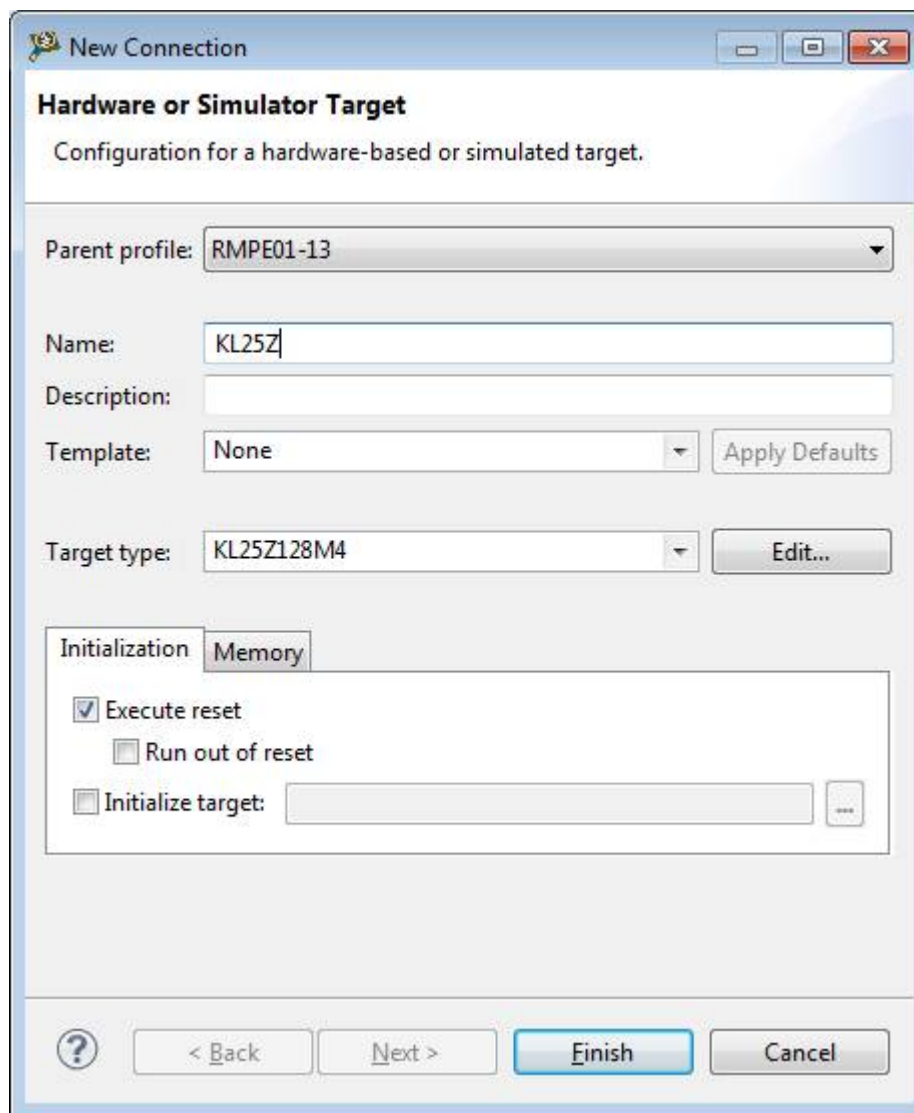 New Connection
Hardware or Simulator Target
Configuration for a hardware-based or simulated target.
Parent profile: RMPE01-13
Name: KL25Z
Description:
Template: None Apply Defaults
Target type: KL25Z128M4 Edit...
Initialization Memory
Execute reset
Run out of reset
Initialize target: ...
? < Back Next > Finish Cancel